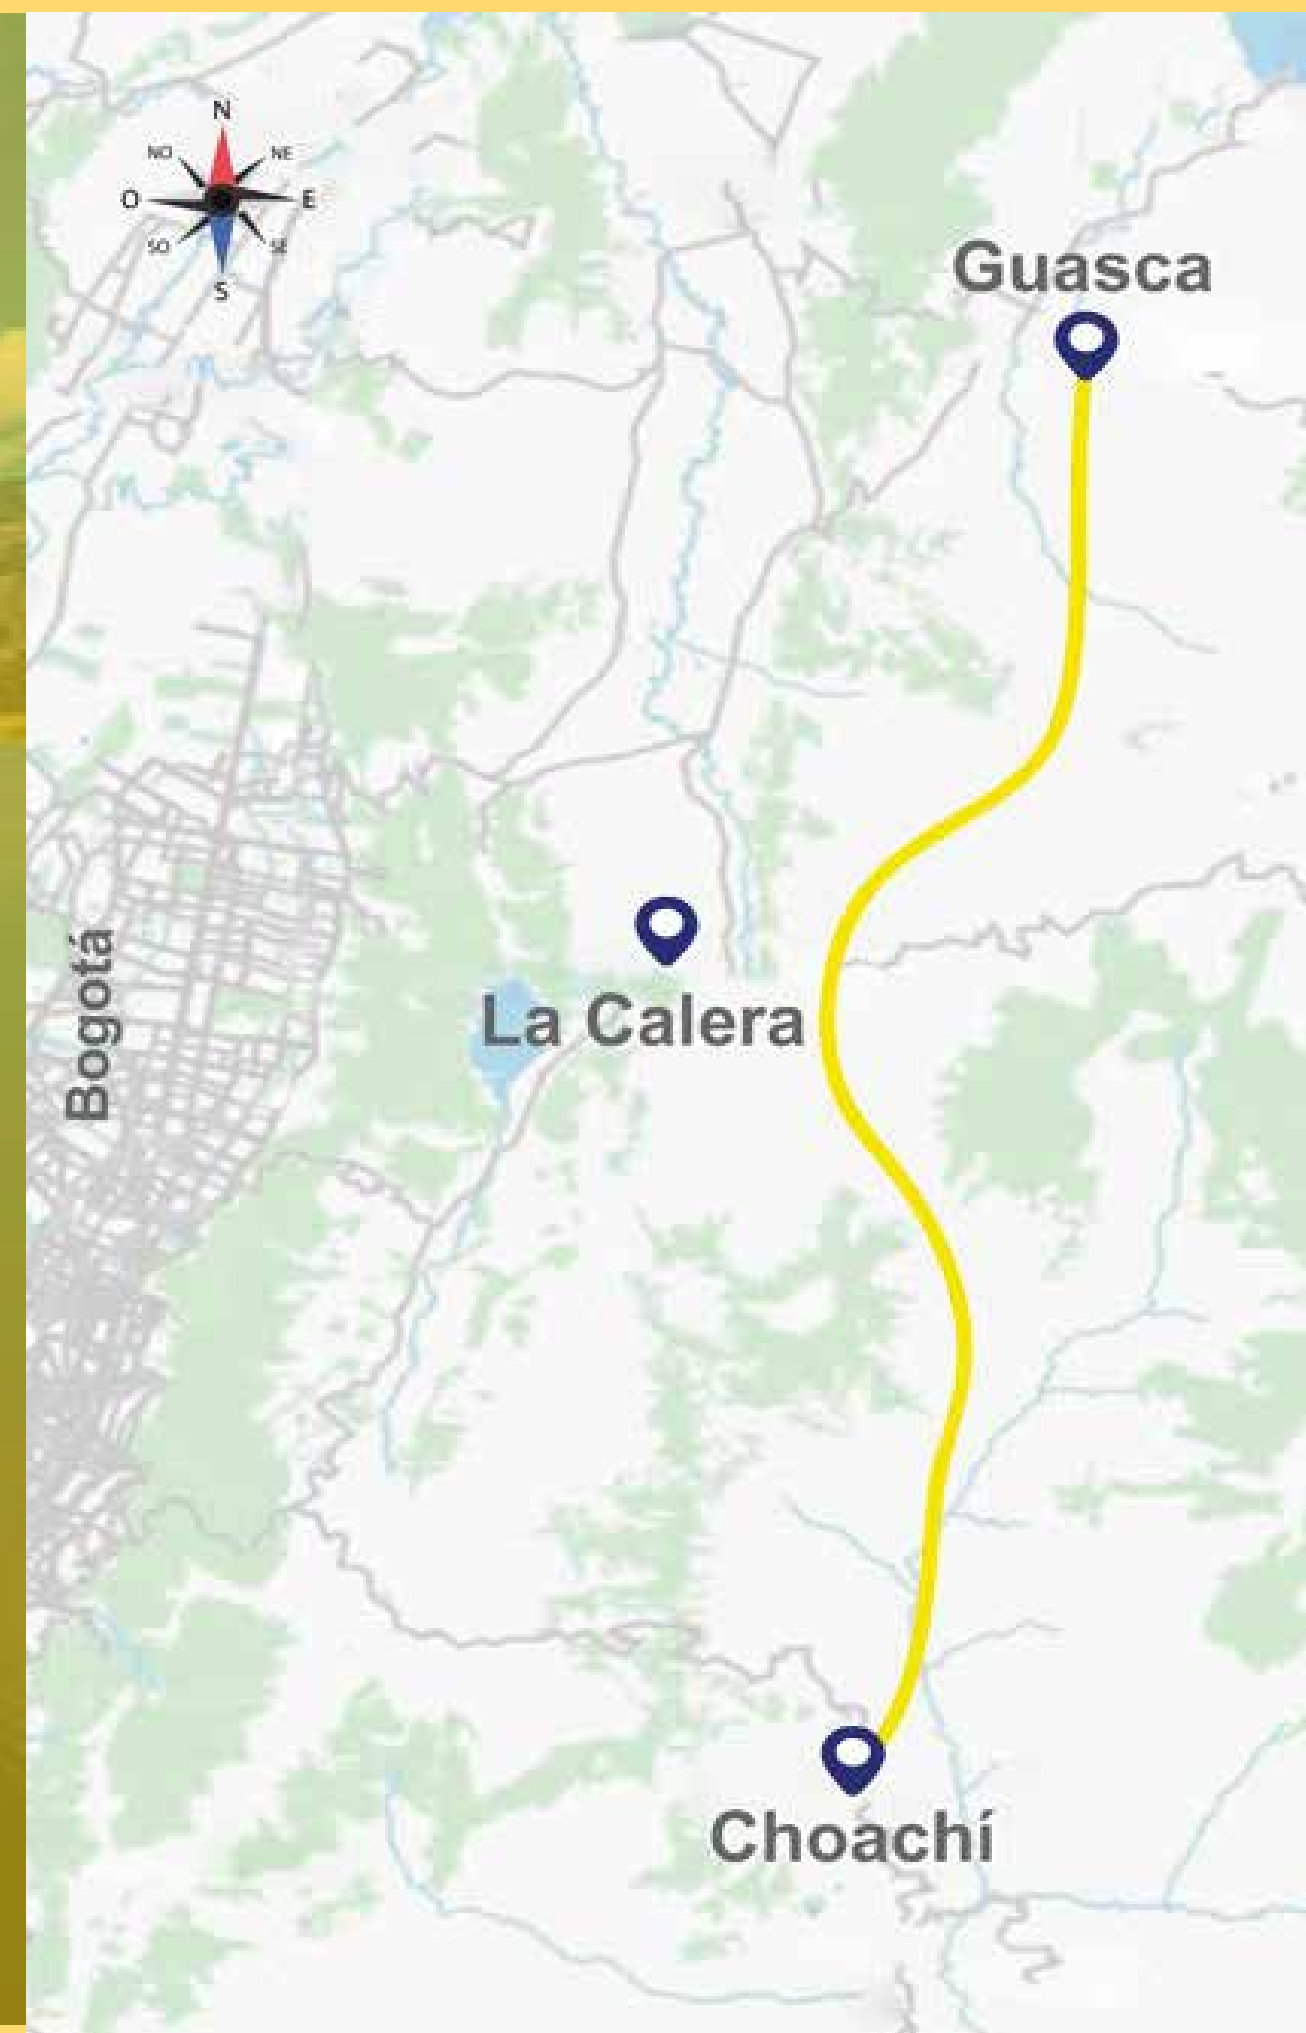 N
NO NE
O E
SO SE
S
Guasca
Bogotá
La Calera
Choachí